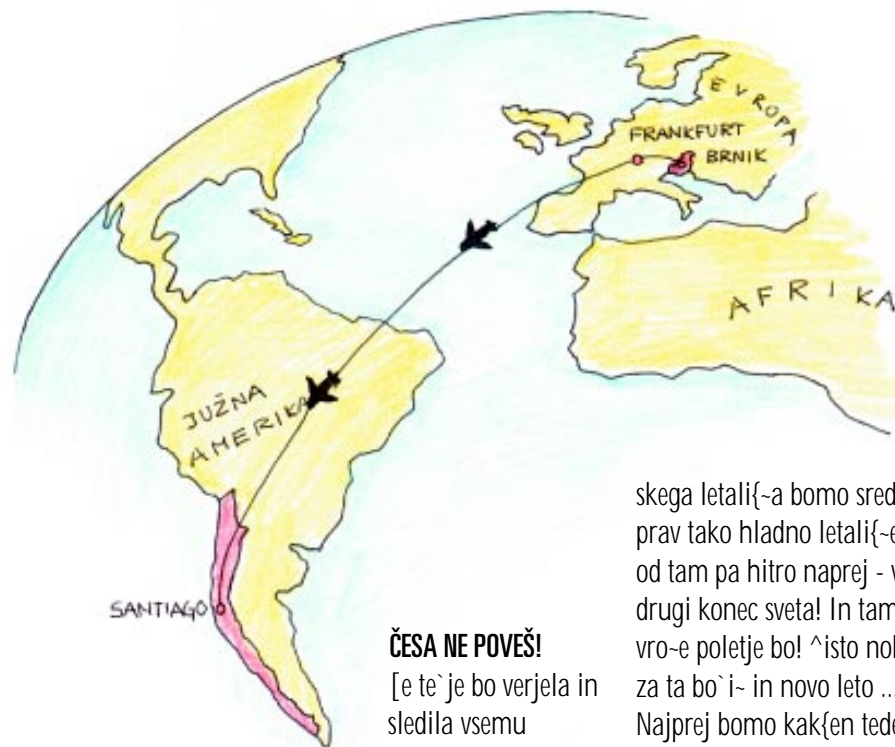 EVROPA
FRANKFURT
BRNIK
AFRIKA
JUŽNA
AMERIKA
SANTIAGO
ČESA NE POVEŠ!
[e te`je bo verjela in
sledila vsemu
skega letali{~a bomo sred
prav tako hladno letali{~e
od tam pa hitro naprej - v
drugi konec sveta! In tam
vro~e poletje bo! ^isto
za ta bo`i~ in novo leto ...
Najprej bomo kak{en tede